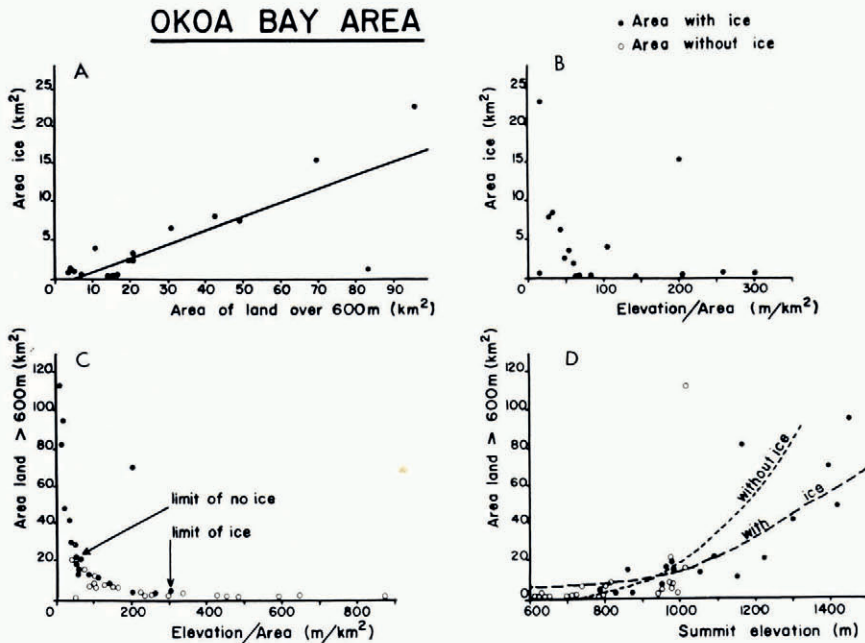 OKOA BAY AREA
• Area with ice
○ Area without ice
A
Area ice (km²)
25
20
15
10
5
0 10 20 30 40 50 60 70 80 90
Area of land over 600m (km²)
B
Area ice (km²)
25
20
15
10
5
0 100 200 300
Elevation/Area (m/km²)
C
Area land > 600m (km²)
120
100
80
60
40
20
limit of no ice
limit of ice
0 200 400 600 800
Elevation/Area (m/km²)
D
Area land > 600m (km²)
120
100
80
60
40
20
0
without ice
with ice
600 800 1000 1200 1400
Summit elevation (m)